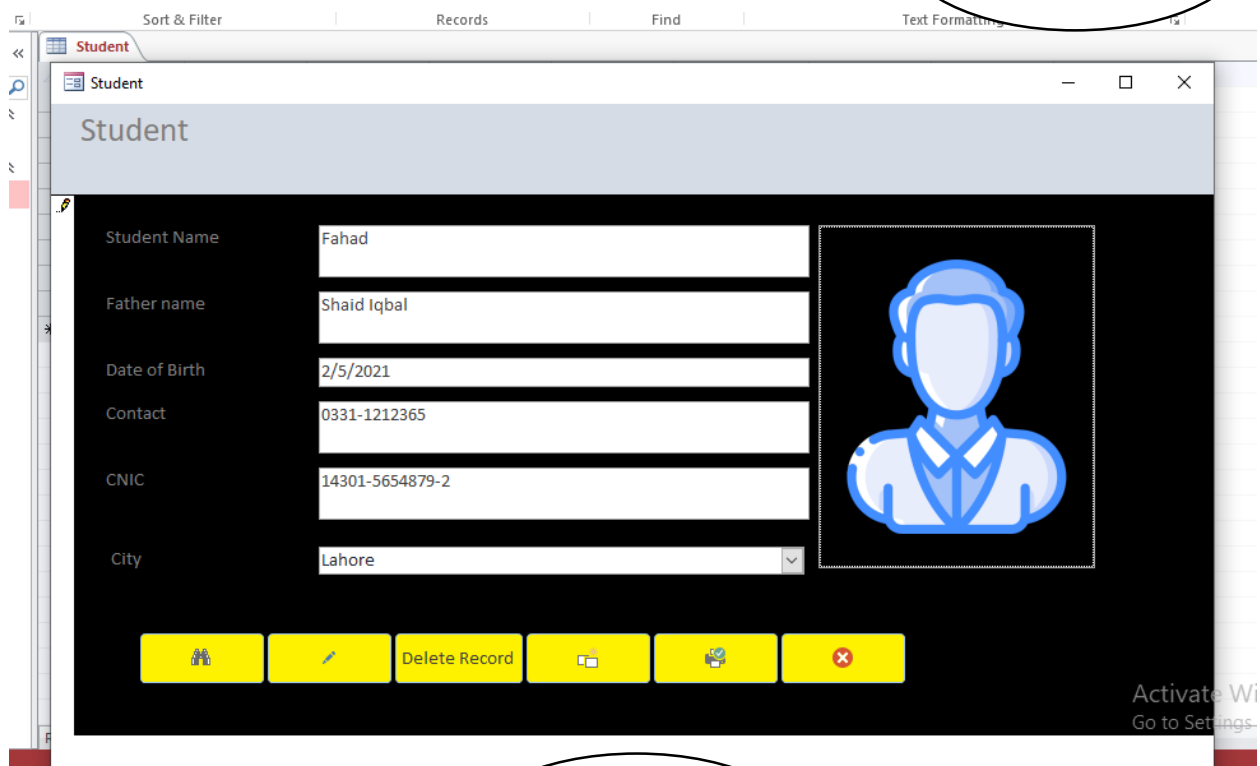 Sort & Filter Records Find Text Formatting
Student
Student
Student
Student Name Fahad
Father name Shaid Iqbal
Date of Birth 2/5/2021
Contact 0331-1212365
CNIC 14301-5654879-2
City Lahore
Delete Record
Activate Wi
Go to Settings